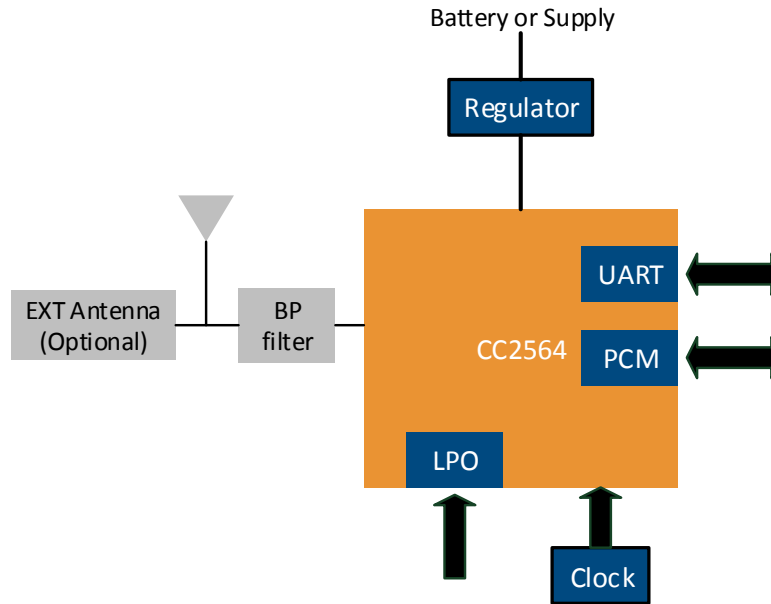 Battery or Supply
Regulator
UART
EXT Antenna
(Optional)
BP
filter
CC2564
PCM
LPO
Clock